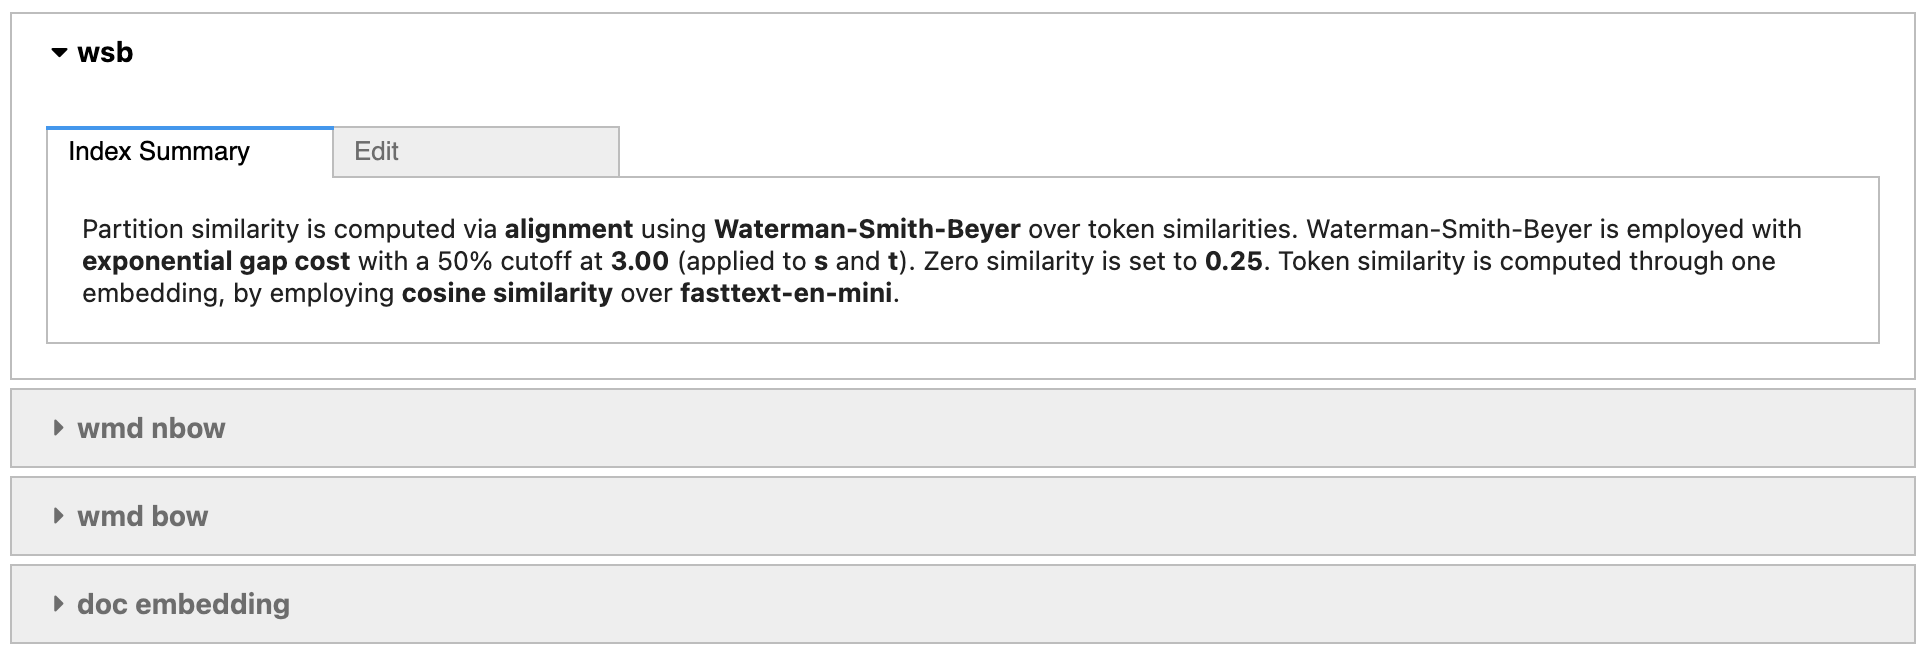 wsb
Index Summary
Edit
Partition similarity is computed via alignment using Waterman-Smith-Beyer over token similarities. Waterman-Smith-Beyer is employed with
exponential gap cost with a 50% cutoff at 3.00 (applied to s and t). Zero similarity is set to 0.25. Token similarity is computed through one
embedding, by employing cosine similarity over fasttext-en-mini.
wmd nbow
wmd bow
doc embedding